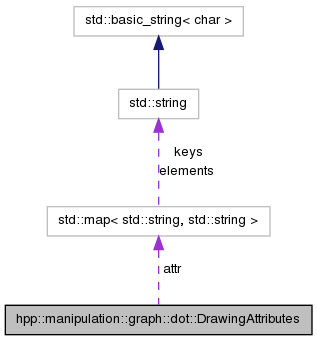 std::basic_string< char >
std::string
keys
elements
std::map< std::string, std::string >
attr
hpp::manipulation::graph::dot::DrawingAttributes